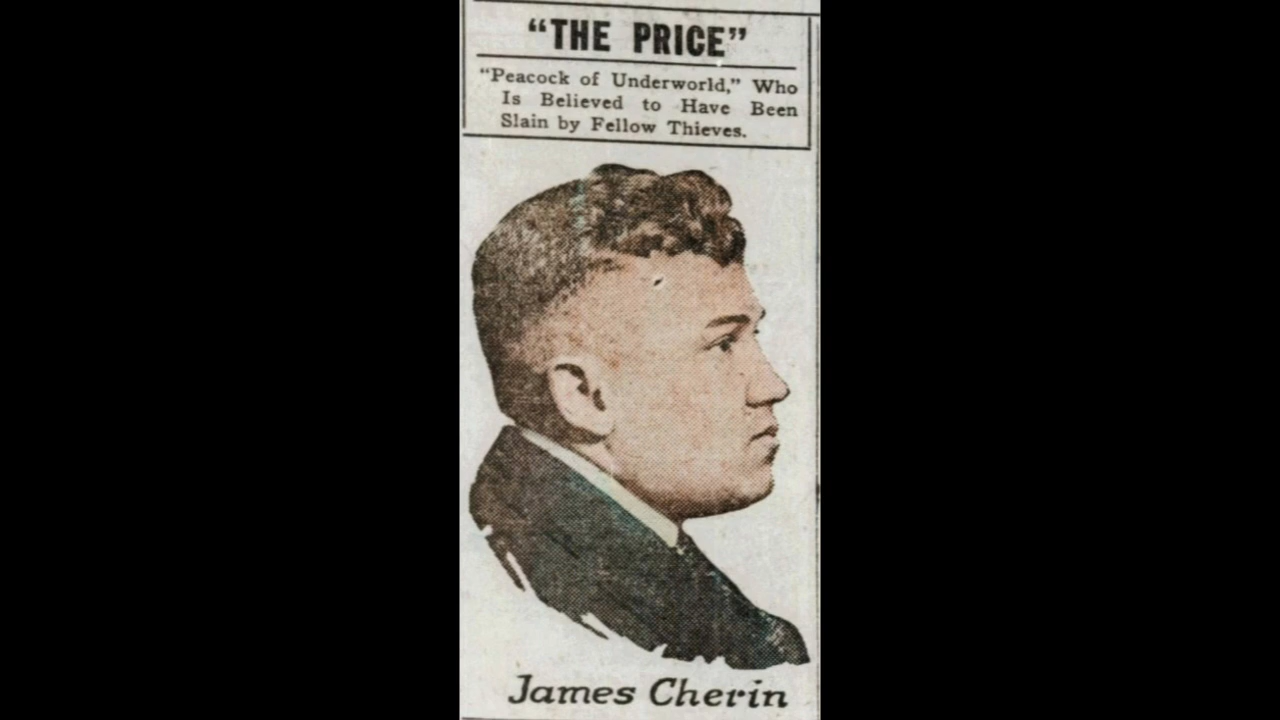 "THE PRICE"
"Peacock of Underworld," Who
Is Believed to Have Been
Slain by Fellow Thieves.
James Cherin